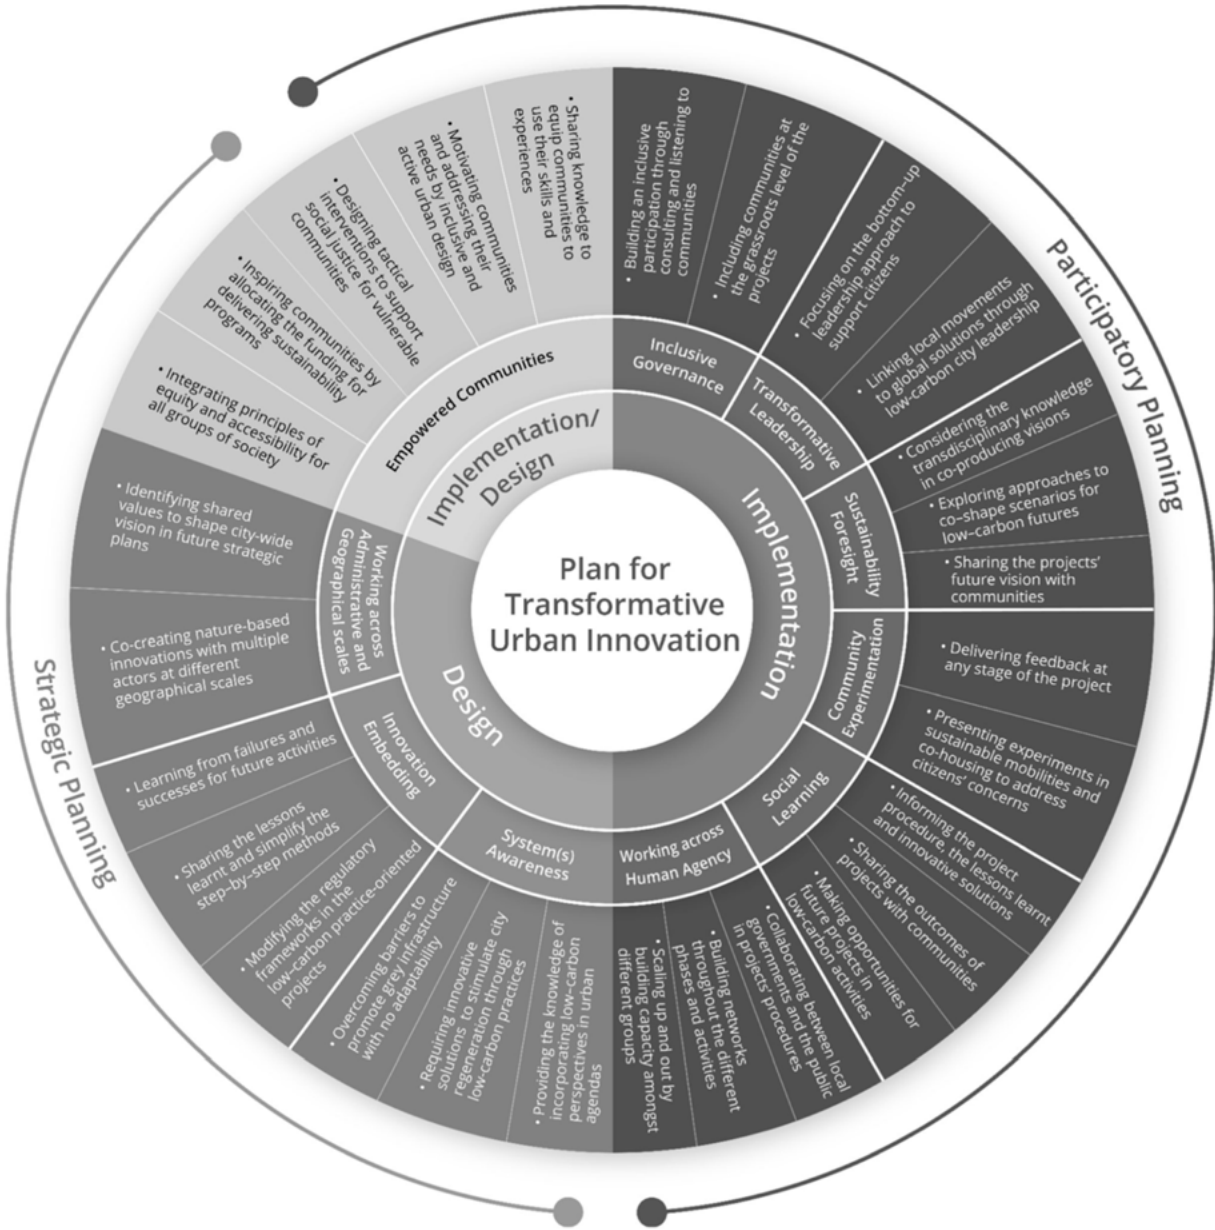 Plan for
Transformative
Urban Innovation
Implementation
Design
Implementation/
Design
Participatory Planning
Strategic Planning
Inclusive
Governance
• Building an inclusive
participation through
consulting and listening to
communities
• Including communities at
the grassroots level of the
projects
Transformative
Leadership
• Focusing on the bottom–up
leadership approach to
support citizens
• Linking local movements
to global solutions through
low-carbon city leadership
Sustainability
Foresight
• Considering the
transdisciplinary knowledge
in co-producing visions
• Exploring approaches to
co–shape scenarios for
low–carbon futures
• Sharing the projects'
future vision with
communities
Community
Experimentation
• Delivering feedback at
any stage of the project
• Presenting experiments in
sustainable mobilities and
co-housing to address
citizens' concerns
Social
Learning
• Informing the project
procedure, the lessons learnt
and innovative solutions
• Sharing the outcomes of
projects with communities
• Making opportunities for
future projects in
low-carbon activities
Working across
Human Agency
• Collaborating between local
governments and the public
in projects' procedures
• Building networks
throughout the different
phases and activities
• Scaling up and out by
building capacity amongst
different groups
System(s)
Awareness
• Providing the knowledge of
incorporating low–carbon
perspectives in urban
agendas
• Requiring innovative
solutions to stimulate city
regeneration through
low-carbon practices
• Overcoming barriers to
promote grey infrastructure
with no adaptability
Innovation
Embedding
• Modifying the regulatory
frameworks in the
low–carbon practice-oriented
projects
• Sharing the lessons
learnt and simplify the
step–by–step methods
• Learning from failures and
successes for future activities
Working across
Administrative and
Geographical scales
• Co-creating nature-based
innovations with multiple
actors at different
geographical scales
• Identifying shared
values to shape city-wide
vision in future strategic
plans
Empowered Communities
• Integrating principles of
equity and accessibility for
all groups of society
• Inspiring communities by
allocating the funding for
delivering sustainability
programs
• Designing tactical
interventions to support
social justice for vulnerable
communities
• Motivating communities
and addressing their
needs by inclusive and
active urban design
• Sharing knowledge to
equip communities to
use their skills and
experiences